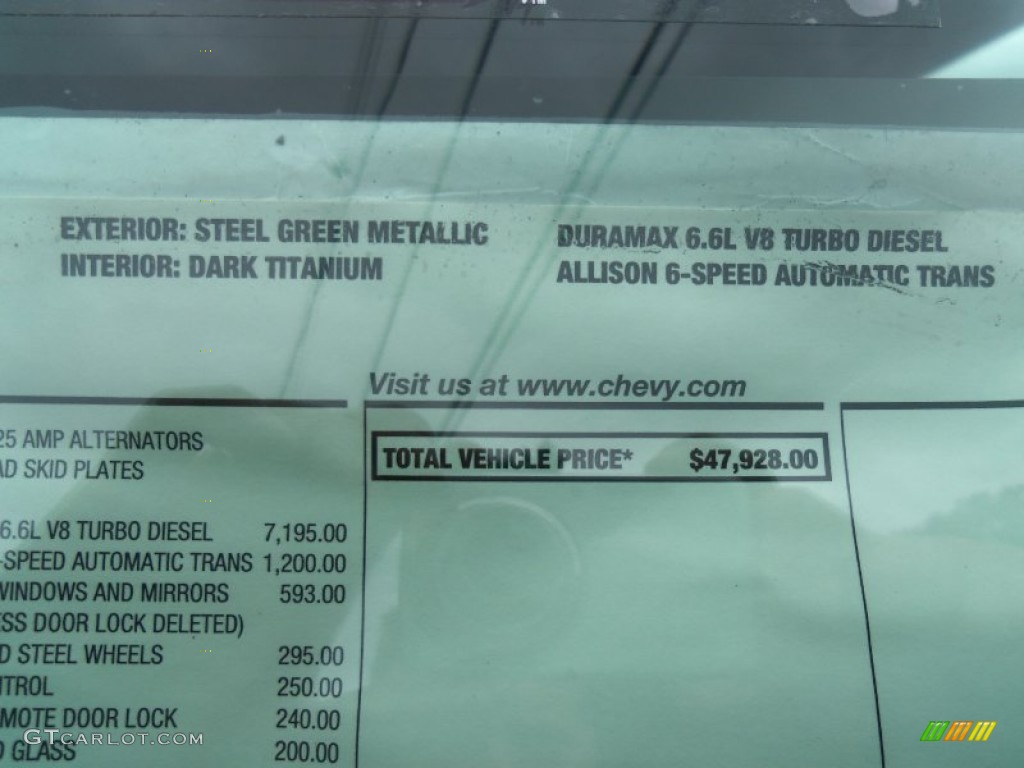 EXTERIOR: STEEL GREEN METALLIC
INTERIOR: DARK TITANIUM
DURAMAX 6.6L V8 TURBO DIESEL
ALLISON 6-SPEED AUTOMATIC TRANS
Visit us at www.chevy.com
TOTAL VEHICLE PRICE* $47,928.00
25 AMP ALTERNATORS
SKID PLATES
6.6L V8 TURBO DIESEL 7,195.00
-SPEED AUTOMATIC TRANS 1,200.00
WINDOWS AND MIRRORS 593.00
ESS DOOR LOCK DELETED)
D STEEL WHEELS 295.00
NTROL 250.00
MOTE DOOR LOCK 240.00
GLASS 200.00
GTCARLOT.COM